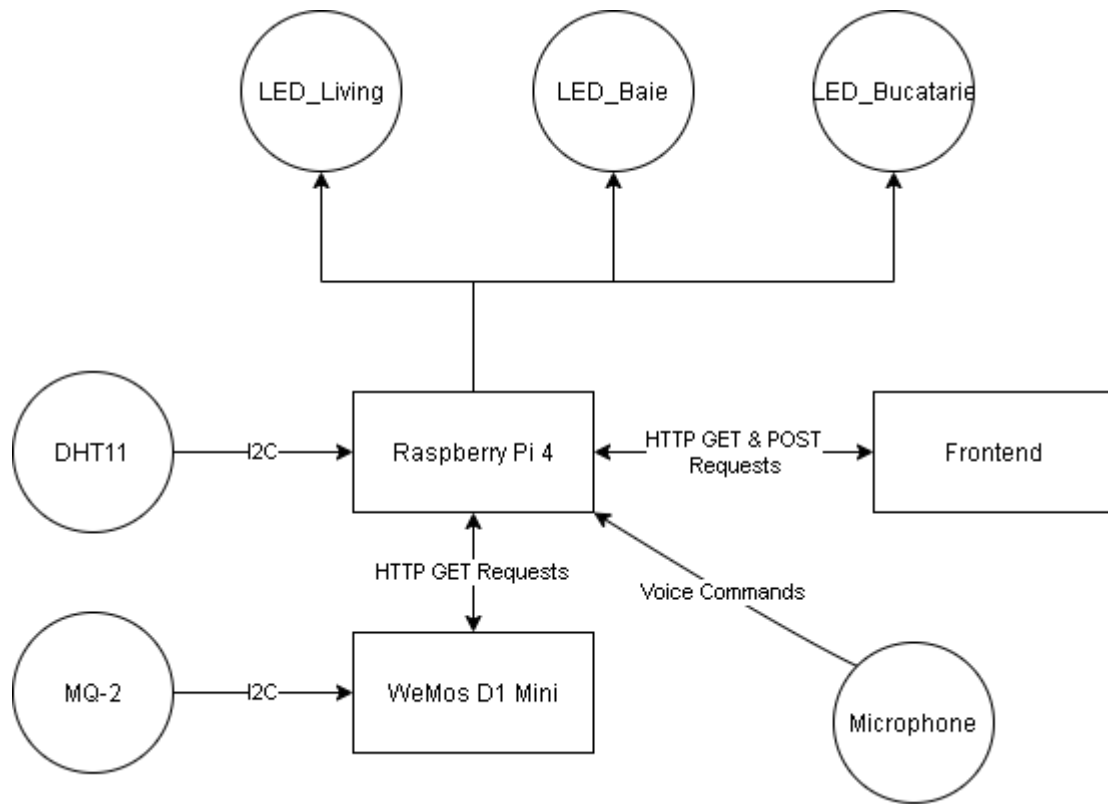 LED_Living
LED_Baie
LED_Bucatarie
DHT11
I2C
Raspberry Pi 4
HTTP GET & POST
Requests
Frontend
HTTP GET Requests
Voice Commands
MQ-2
I2C
WeMos D1 Mini
Microphone